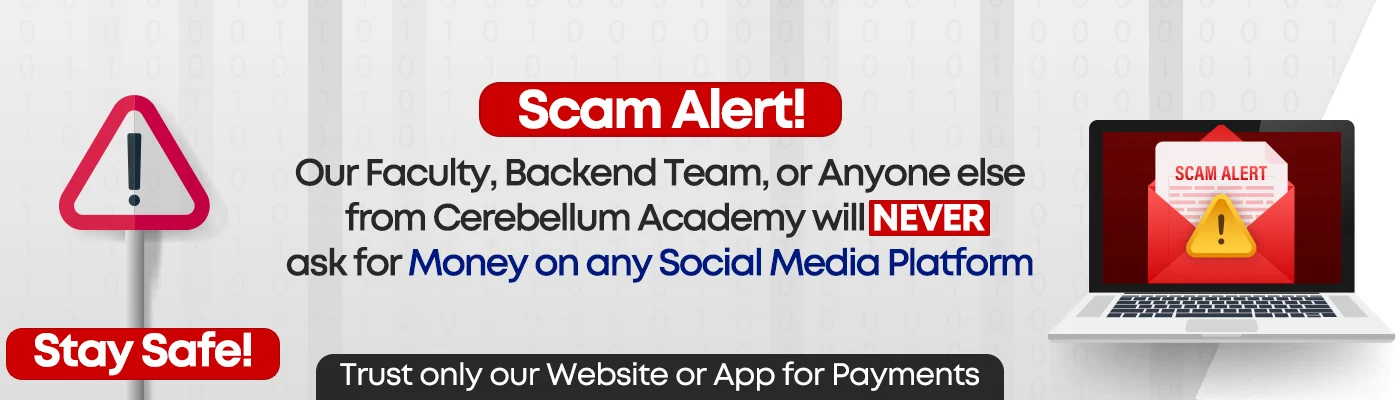 Scam Alert!
Our Faculty, Backend Team, or Anyone else
from Cerebellum Academy will NEVER
ask for Money on any Social Media Platform
SCAM ALERT
Stay Safe!
Trust only our Website or App for Payments